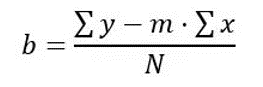 b = (∑ y − m · ∑ x) / N